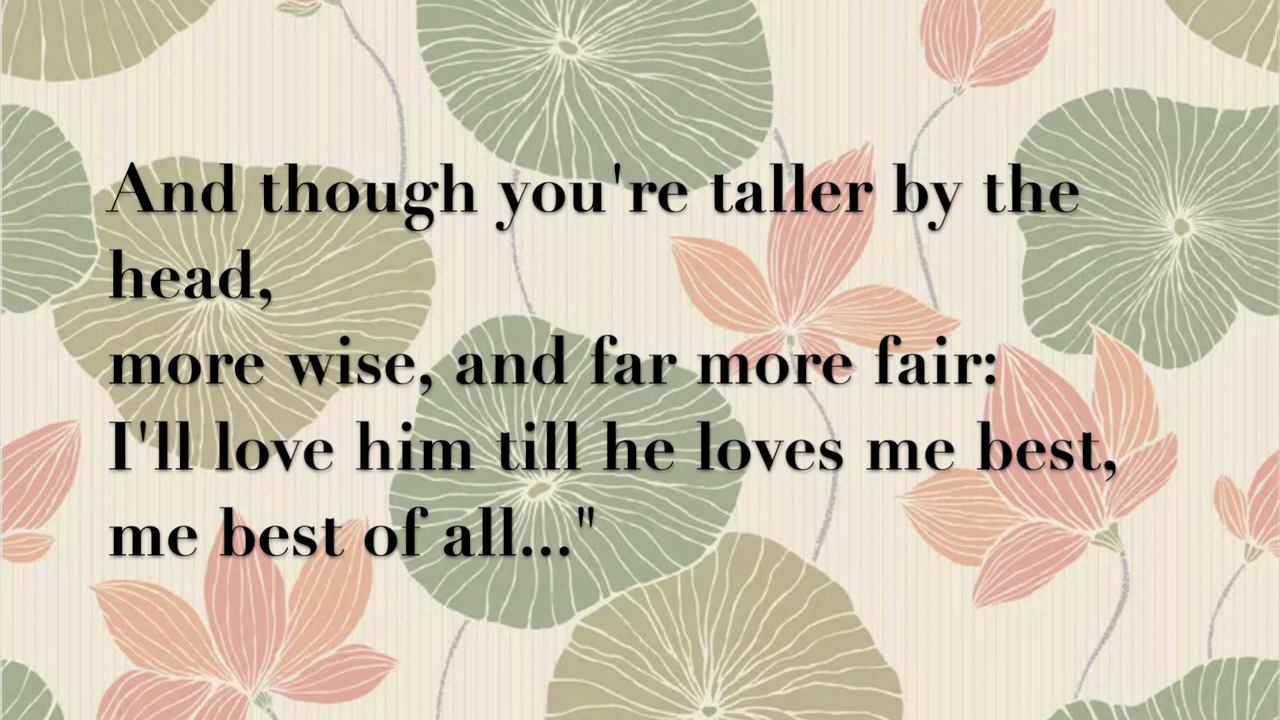 And though you're taller by the
head,
more wise, and far more fair:
I'll love him till he loves me best,
me best of all..."